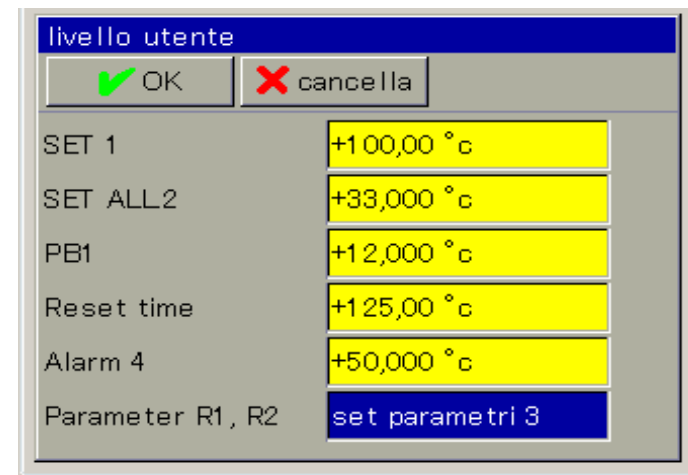 livello utente
OK cancella
SET 1 +100,00 °c
SET ALL2 +33,000 °c
PB1 +12,000 °c
Reset time +125,00 °c
Alarm 4 +50,000 °c
Parameter R1, R2 set parametri 3